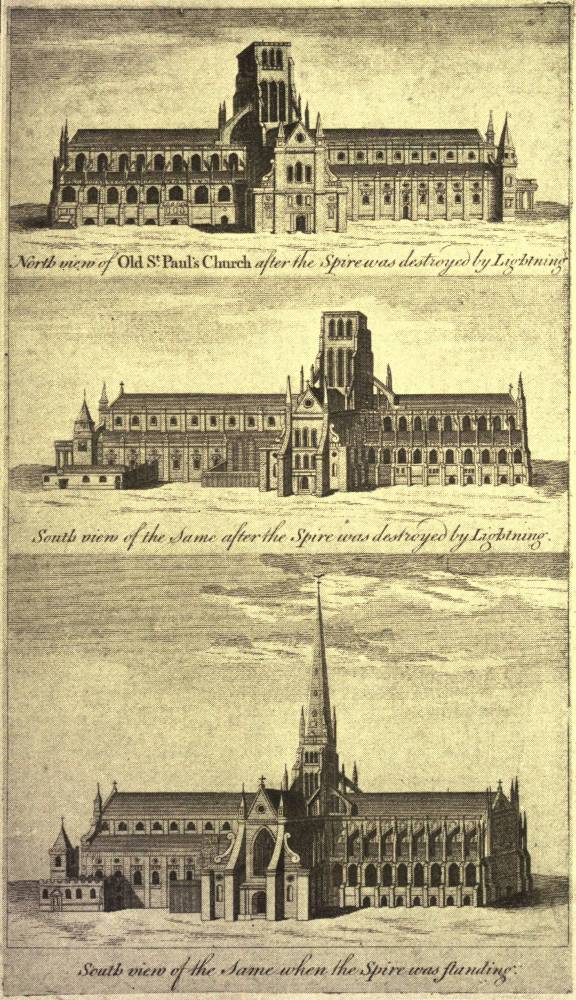 North view of Old St. Paul's Church after the Spire was destroyed by Lightning
South view of the Same after the Spire was destroyed by Lightning.
South view of the Same when the Spire was standing.